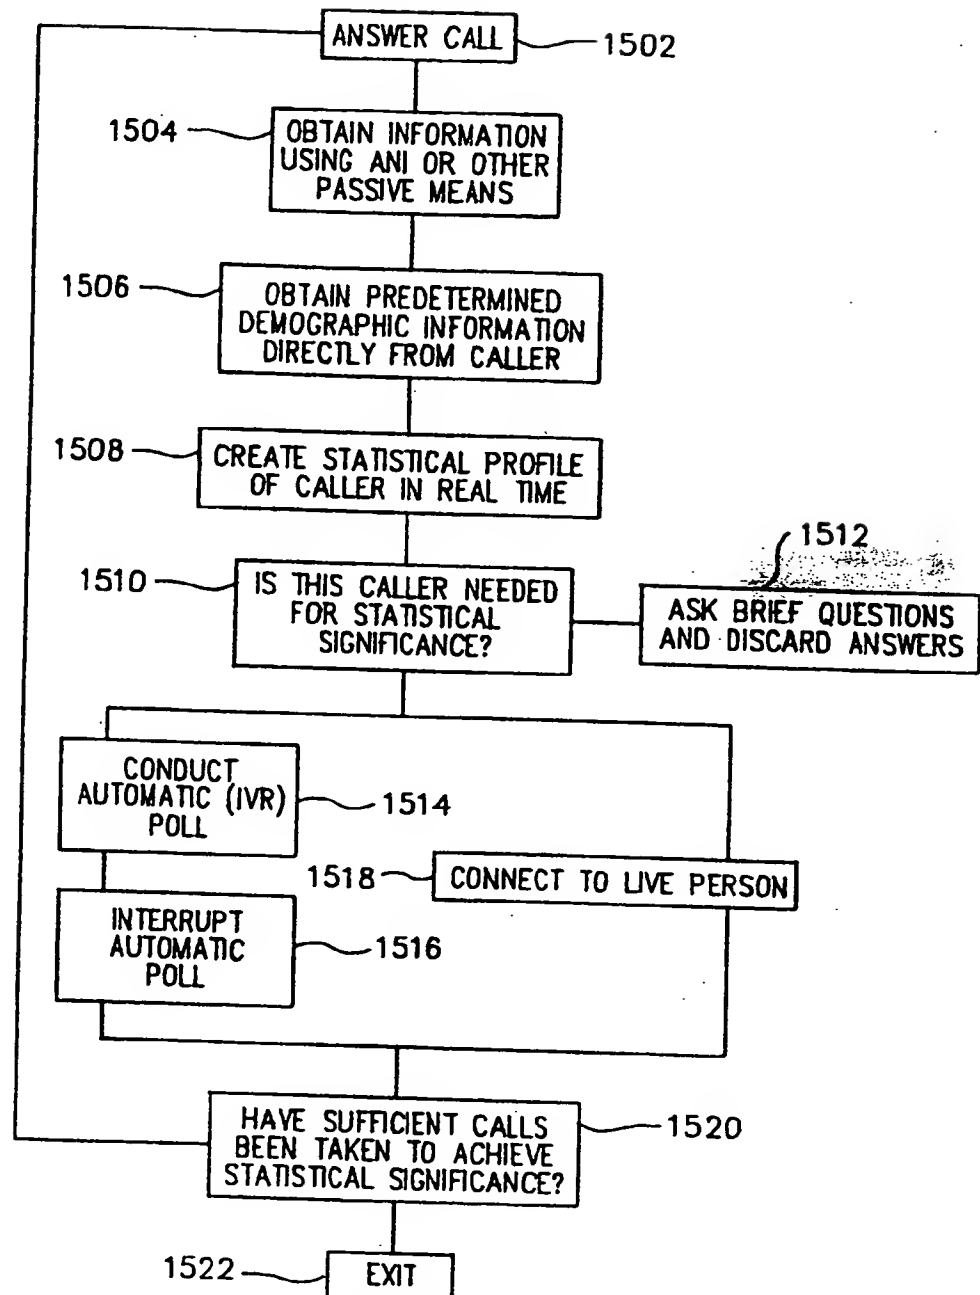 ANSWER CALL
1502
1504
OBTAIN INFORMATION
USING ANI OR OTHER
PASSIVE MEANS
1506
OBTAIN PREDETERMINED
DEMOGRAPHIC INFORMATION
DIRECTLY FROM CALLER
1508
CREATE STATISTICAL PROFILE
OF CALLER IN REAL TIME
1510
IS THIS CALLER NEEDED
FOR STATISTICAL
SIGNIFICANCE?
1512
ASK BRIEF QUESTIONS
AND DISCARD ANSWERS
CONDUCT
AUTOMATIC (IVR)
POLL
1514
1518
CONNECT TO LIVE PERSON
INTERRUPT
AUTOMATIC
POLL
1516
HAVE SUFFICIENT CALLS
BEEN TAKEN TO ACHIEVE
STATISTICAL SIGNIFICANCE?
1520
1522
EXIT